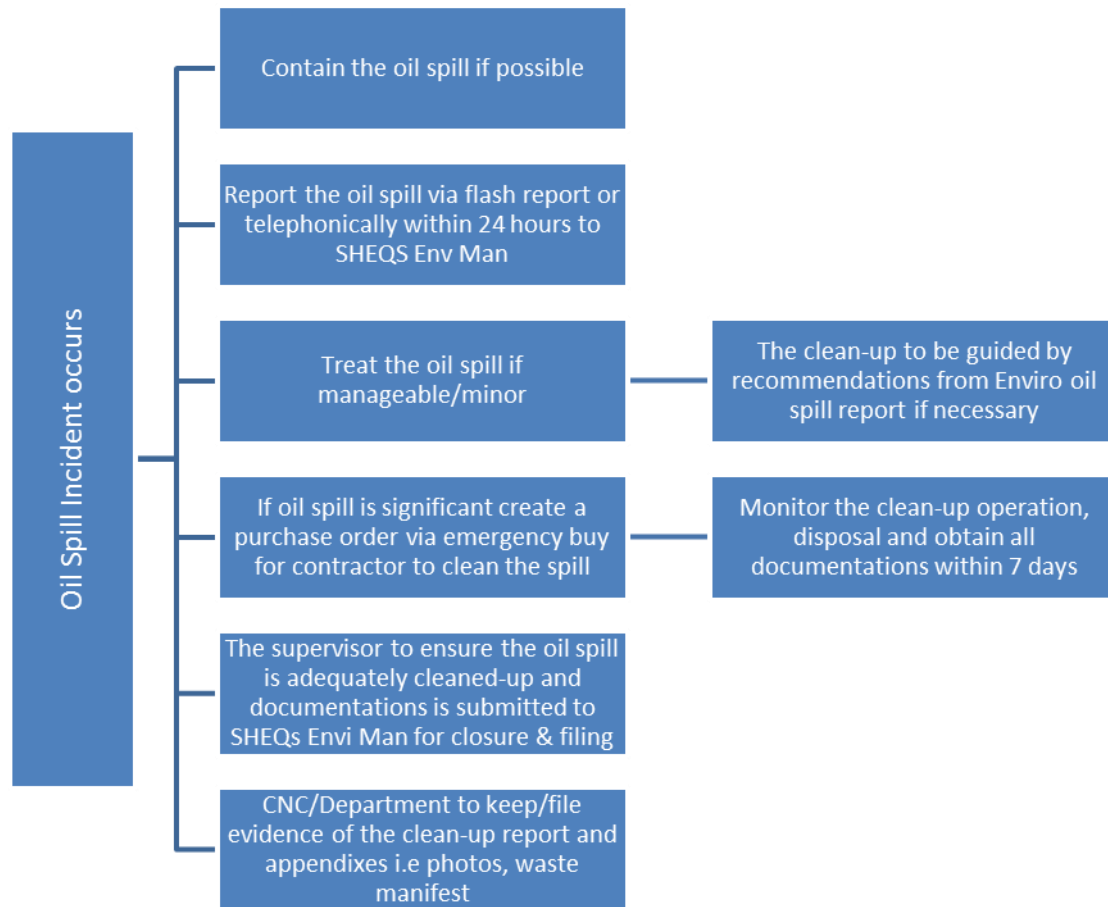 Oil Spill Incident occurs
Contain the oil spill if possible
Report the oil spill via flash report or
telephonically within 24 hours to
SHEQS Env Man
Treat the oil spill if
manageable/minor
The clean-up to be guided by
recommendations from Enviro oil
spill report if necessary
If oil spill is significant create a
purchase order via emergency buy
for contractor to clean the spill
Monitor the clean-up operation,
disposal and obtain all
documentations within 7 days
The supervisor to ensure the oil spill
is adequately cleaned-up and
documentations is submitted to
SHEQs Envi Man for closure & filing
CNC/Department to keep/file
evidence of the clean-up report and
appendixes i.e photos, waste
manifest